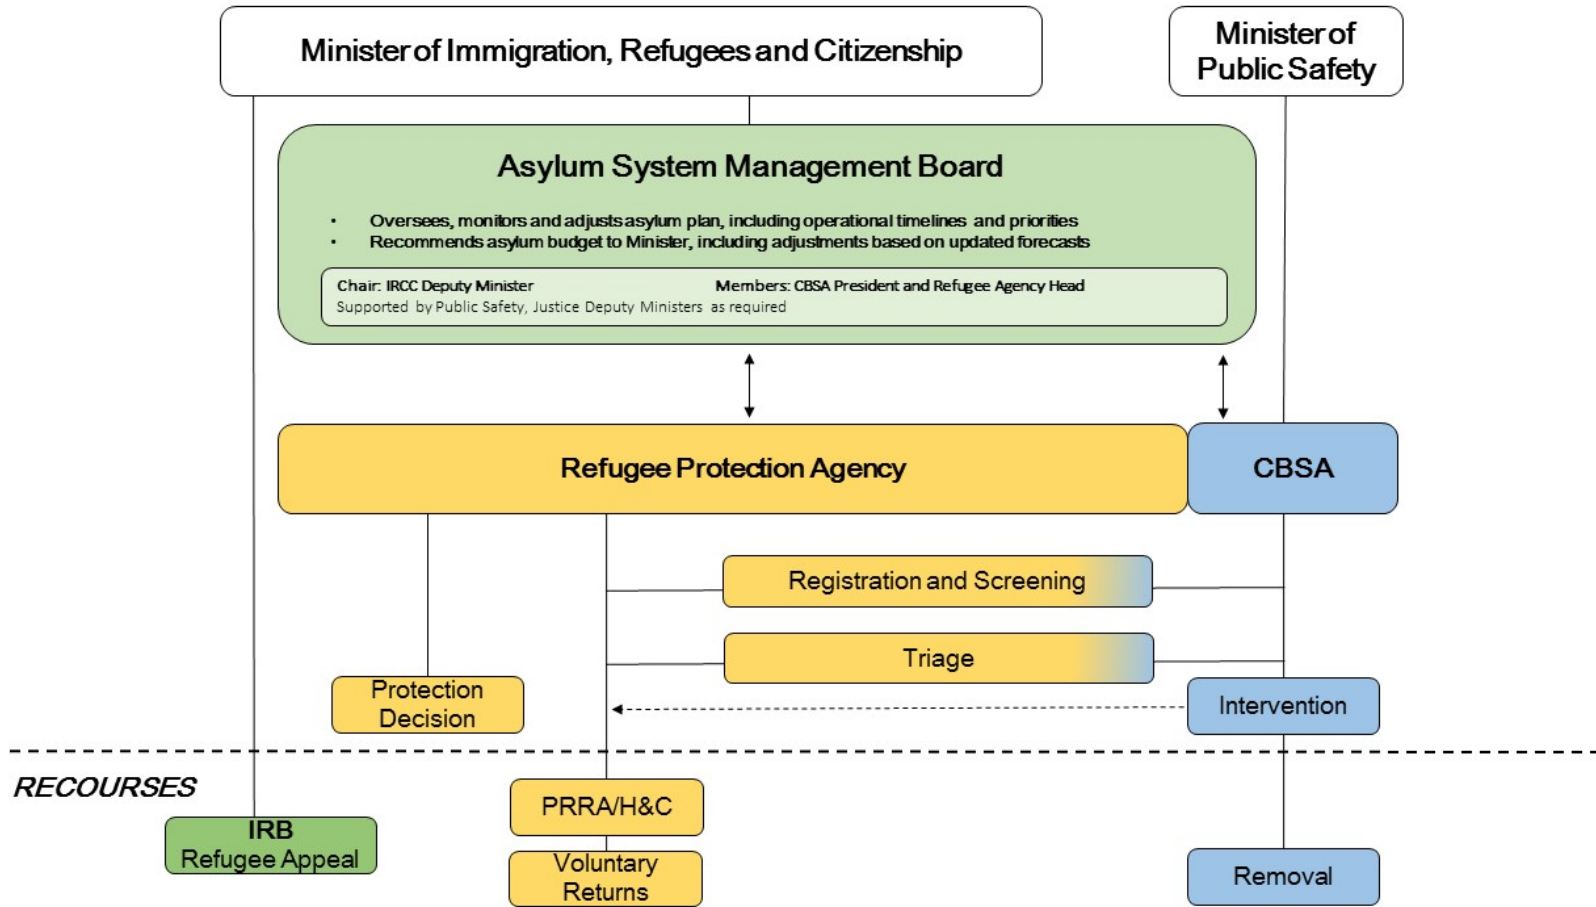 Minister of Immigration, Refugees and Citizenship
Minister of
Public Safety
Asylum System Management Board
• Oversees, monitors and adjusts asylum plan, including operational timelines and priorities
• Recommends asylum budget to Minister, including adjustments based on updated forecasts
Chair: IRCC Deputy Minister Members: CBSA President and Refugee Agency Head
Supported by Public Safety, Justice Deputy Ministers as required
Refugee Protection Agency
CBSA
Registration and Screening
Triage
Protection
Decision
Intervention
RECOURSES
PRRA/H&C
IRB
Refugee Appeal
Voluntary
Returns
Removal